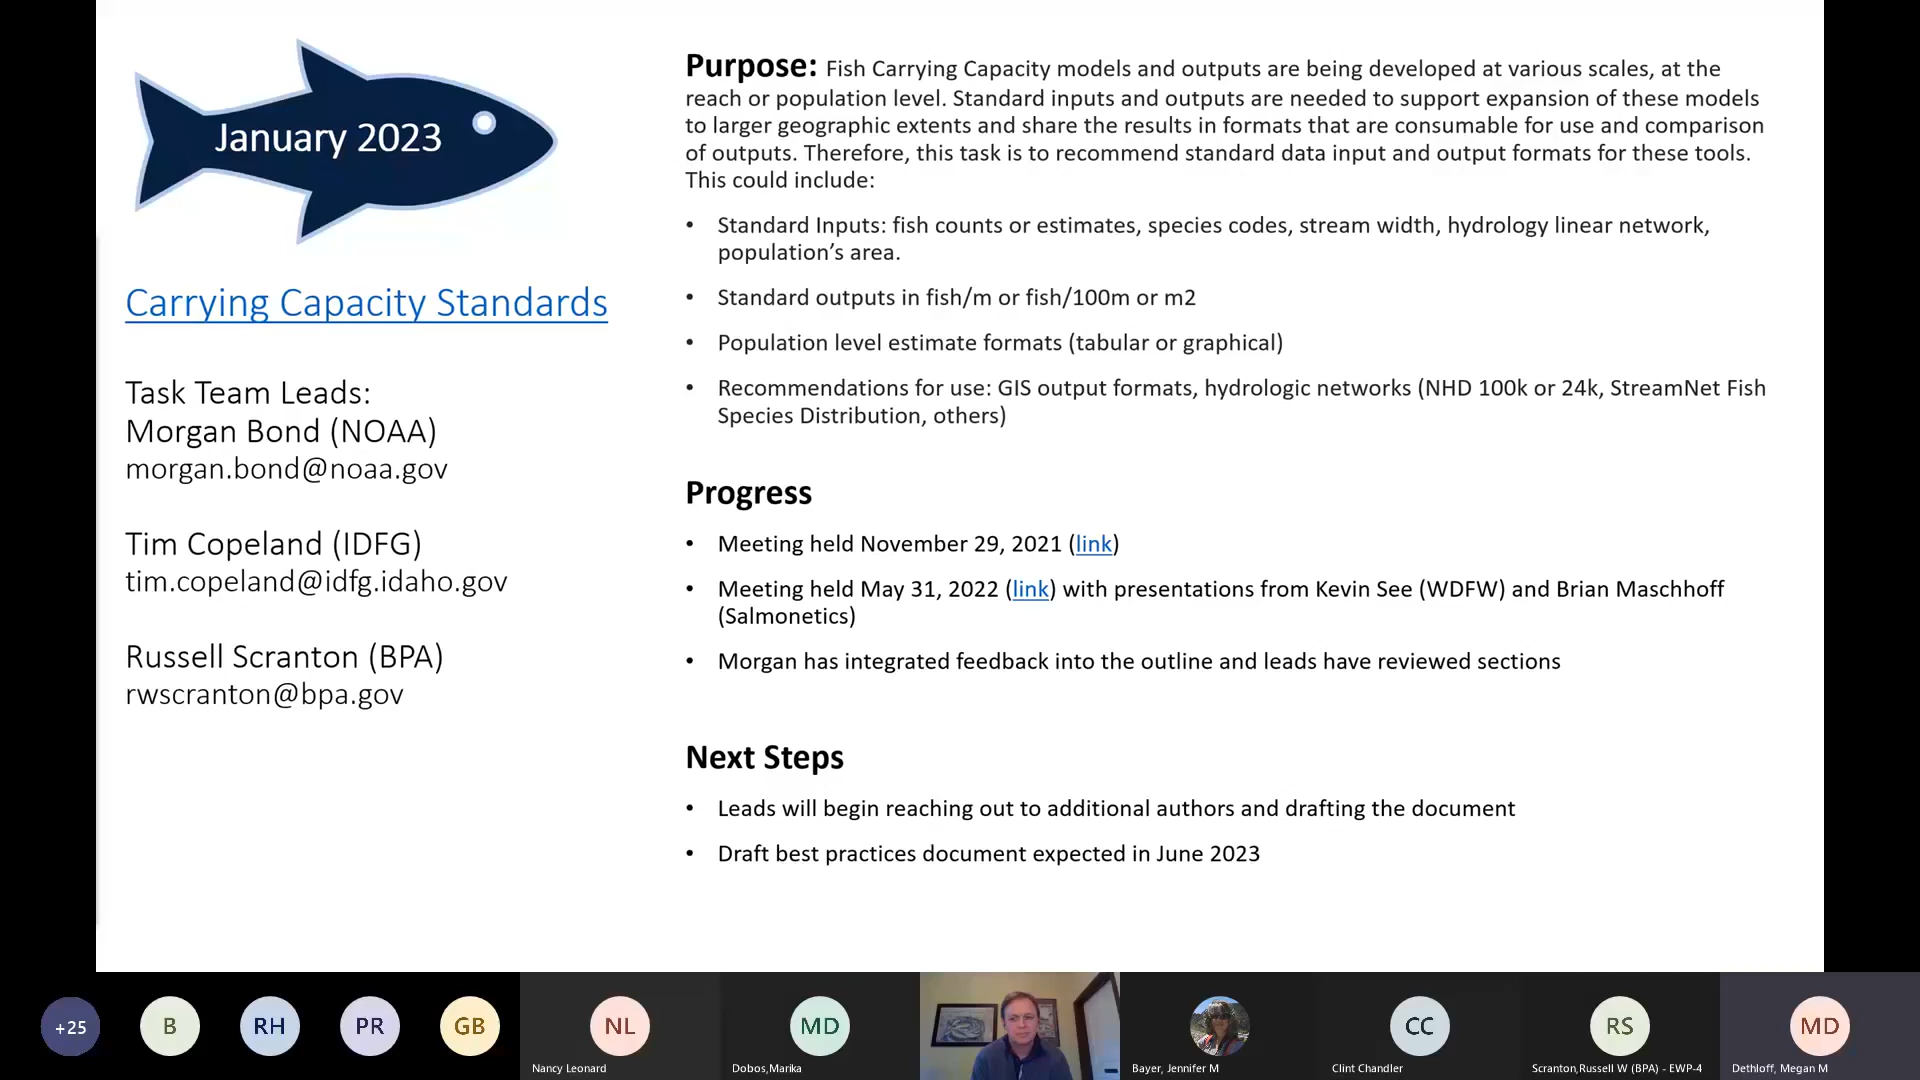 January 2023
Carrying Capacity Standards
Task Team Leads:
Morgan Bond (NOAA)
morgan.bond@noaa.gov
Tim Copeland (IDFG)
tim.copeland@idfg.idaho.gov
Russell Scranton (BPA)
rwscranton@bpa.gov
Purpose: Fish Carrying Capacity models and outputs are being developed at various scales, at the
reach or population level. Standard inputs and outputs are needed to support expansion of these models
to larger geographic extents and share the results in formats that are consumable for use and comparison
of outputs. Therefore, this task is to recommend standard data input and output formats for these tools.
This could include:
• Standard Inputs: fish counts or estimates, species codes, stream width, hydrology linear network,
population’s area.
• Standard outputs in fish/m or fish/100m or m2
• Population level estimate formats (tabular or graphical)
• Recommendations for use: GIS output formats, hydrologic networks (NHD 100k or 24k, StreamNet Fish
Species Distribution, others)
Progress
• Meeting held November 29, 2021 (link)
• Meeting held May 31, 2022 (link) with presentations from Kevin See (WDFW) and Brian Maschhoff
(Salmonetics)
• Morgan has integrated feedback into the outline and leads have reviewed sections
Next Steps
• Leads will begin reaching out to additional authors and drafting the document
• Draft best practices document expected in June 2023
+25
B
RH
PR
GB
NL
Nancy Leonard
MD
Dobos,Marika
Bayer, Jennifer M
CC
Clint Chandler
RS
Scranton,Russell W (BPA) - EWP-4
MD
Dethloff, Megan M